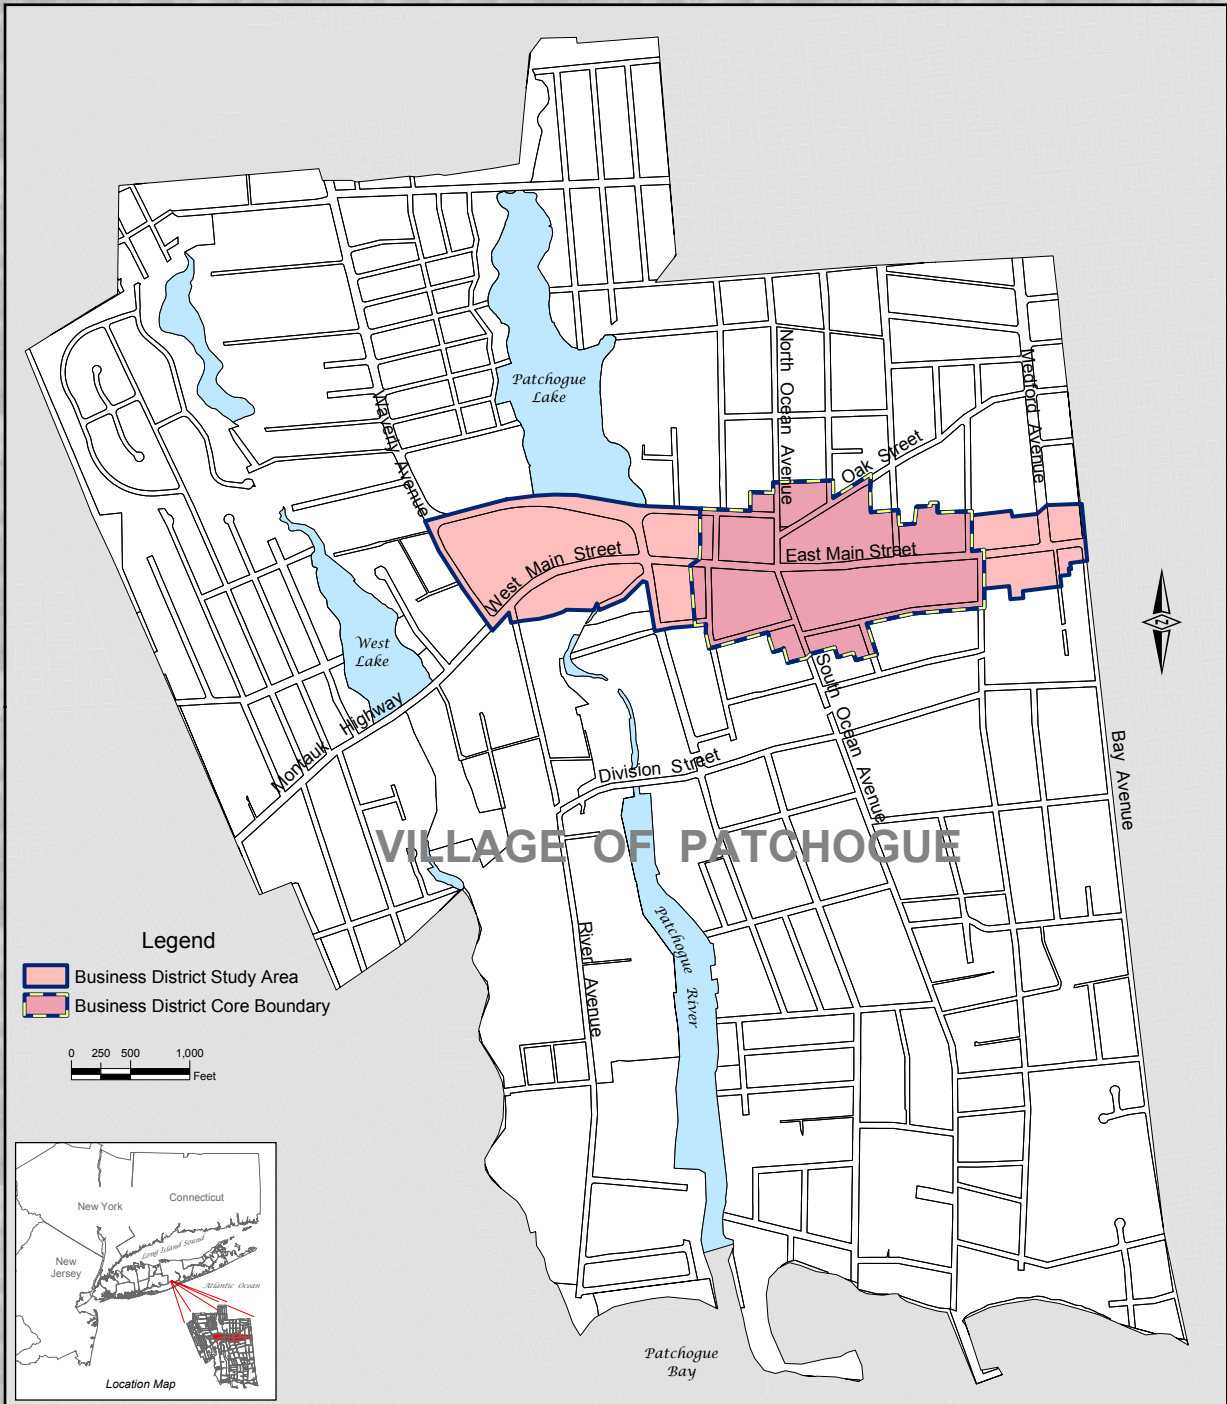 Patchogue
Lake
North Ocean Avenue
Medford Avenue
Waverly Avenue
Oak Street
East Main Street
West Main Street
West
Lake
Montauk Highway
South Ocean Avenue
Bay Avenue
Division Street
VILLAGE OF PATCHOGUE
Patchogue River
River Avenue
Legend
Business District Study Area
Business District Core Boundary
0 250 500 1,000
Feet
N
New York
Connecticut
Long Island Sound
New
Jersey
Atlantic Ocean
Location Map
Patchogue
Bay